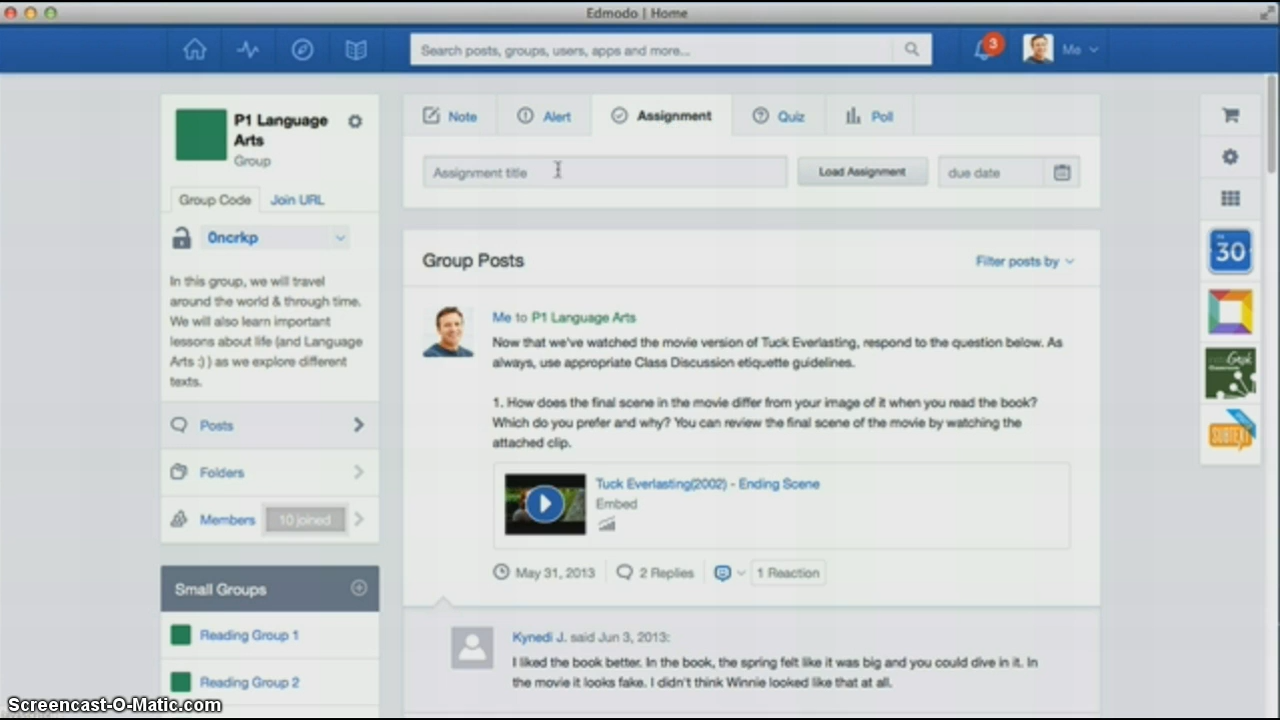 Edmodo | Home
Search posts, groups, users, apps and more...
3
Me
P1 Language
Arts
Group
Group Code
Join URL
0ncrkp
In this group, we will travel
around the world & through time.
We will also learn important
lessons about life (and Language
Arts :) ) as we explore different
texts.
Posts
Folders
Members
10 joined
Small Groups
Reading Group 1
Reading Group 2
Note
Alert
Assignment
Quiz
Poll
Assignment title
Load Assignment
due date
Group Posts
Filter posts by
Me to P1 Language Arts
Now that we've watched the movie version of Tuck Everlasting, respond to the question below. As
always, use appropriate Class Discussion etiquette guidelines.
1. How does the final scene in the movie differ from your image of it when you read the book?
Which do you prefer and why? You can review the final scene of the movie by watching the
attached clip.
Tuck Everlasting(2002) - Ending Scene
Embed
May 31, 2013
2 Replies
1 Reaction
Kynedi J. said Jun 3, 2013:
I liked the book better. In the book, the spring felt like it was big and you could dive in it. In
the movie it looks fake. I didn't think Winnie looked like that at all.
30
SUBTEXT
Screencast-O-Matic.com